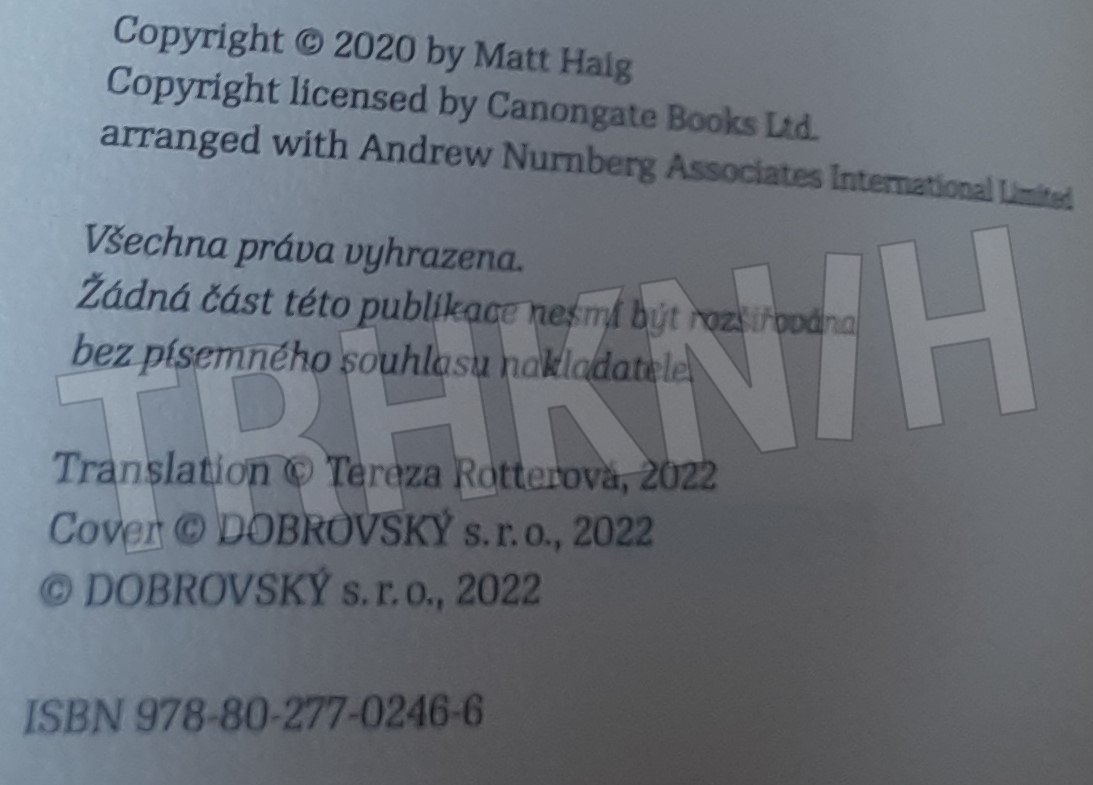 Copyright © 2020 by Matt Haig
Copyright licensed by Canongate Books Ltd.
arranged with Andrew Nurnberg Associates International Limited
Všechna práva vyhrazena.
Žádná část této publikace nesmí být rozšiřována
bez písemného souhlasu nakladatele.
TRHKNIH
Translation © Tereza Rotterová, 2022
Cover © DOBROVSKÝ s. r. o., 2022
© DOBROVSKÝ s. r. o., 2022
ISBN 978-80-277-0246-6